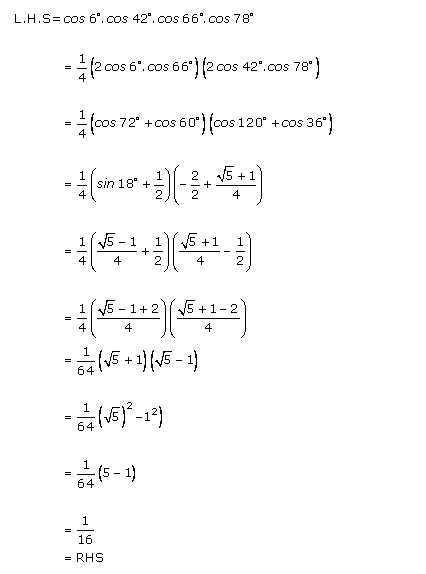 L.H.S = cos 6°. cos 42°. cos 66°. cos 78°
= 1/4 (2 cos 6°. cos 66°) (2 cos 42°. cos 78°)
= 1/4 (cos 72° + cos 60°) (cos 120° + cos 36°)
= 1/4 (sin 18° + 1/2) (- 2/2 + (√5 + 1)/4)
= 1/4 ((√5 - 1)/4 + 1/2) ((√5 + 1)/4 - 1/2)
= 1/4 ((√5 - 1 + 2)/4) ((√5 + 1 - 2)/4)
= 1/64 (√5 + 1) (√5 - 1)
= 1/64 (√5)² - 1²)
= 1/64 (5 - 1)
= 1/16
= RHS